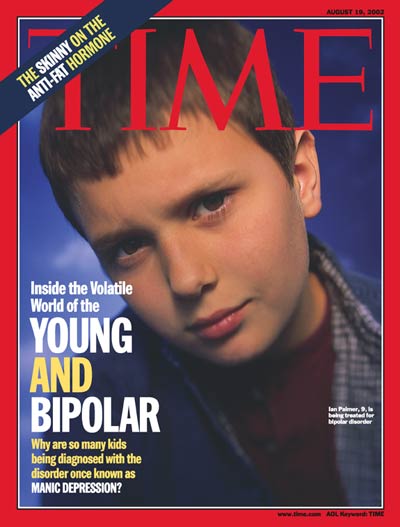 AUGUST 19, 2002
THE SKINNY ON THE
ANTI-FAT HORMONE
TIME
Inside the Volatile
World of the
YOUNG
AND
BIPOLAR
Why are so many kids
being diagnosed with the
disorder once known as
MANIC DEPRESSION?
Ian Palmer, 9, is
being treated for
bipolar disorder
www.time.com AOL Keyword: TIME